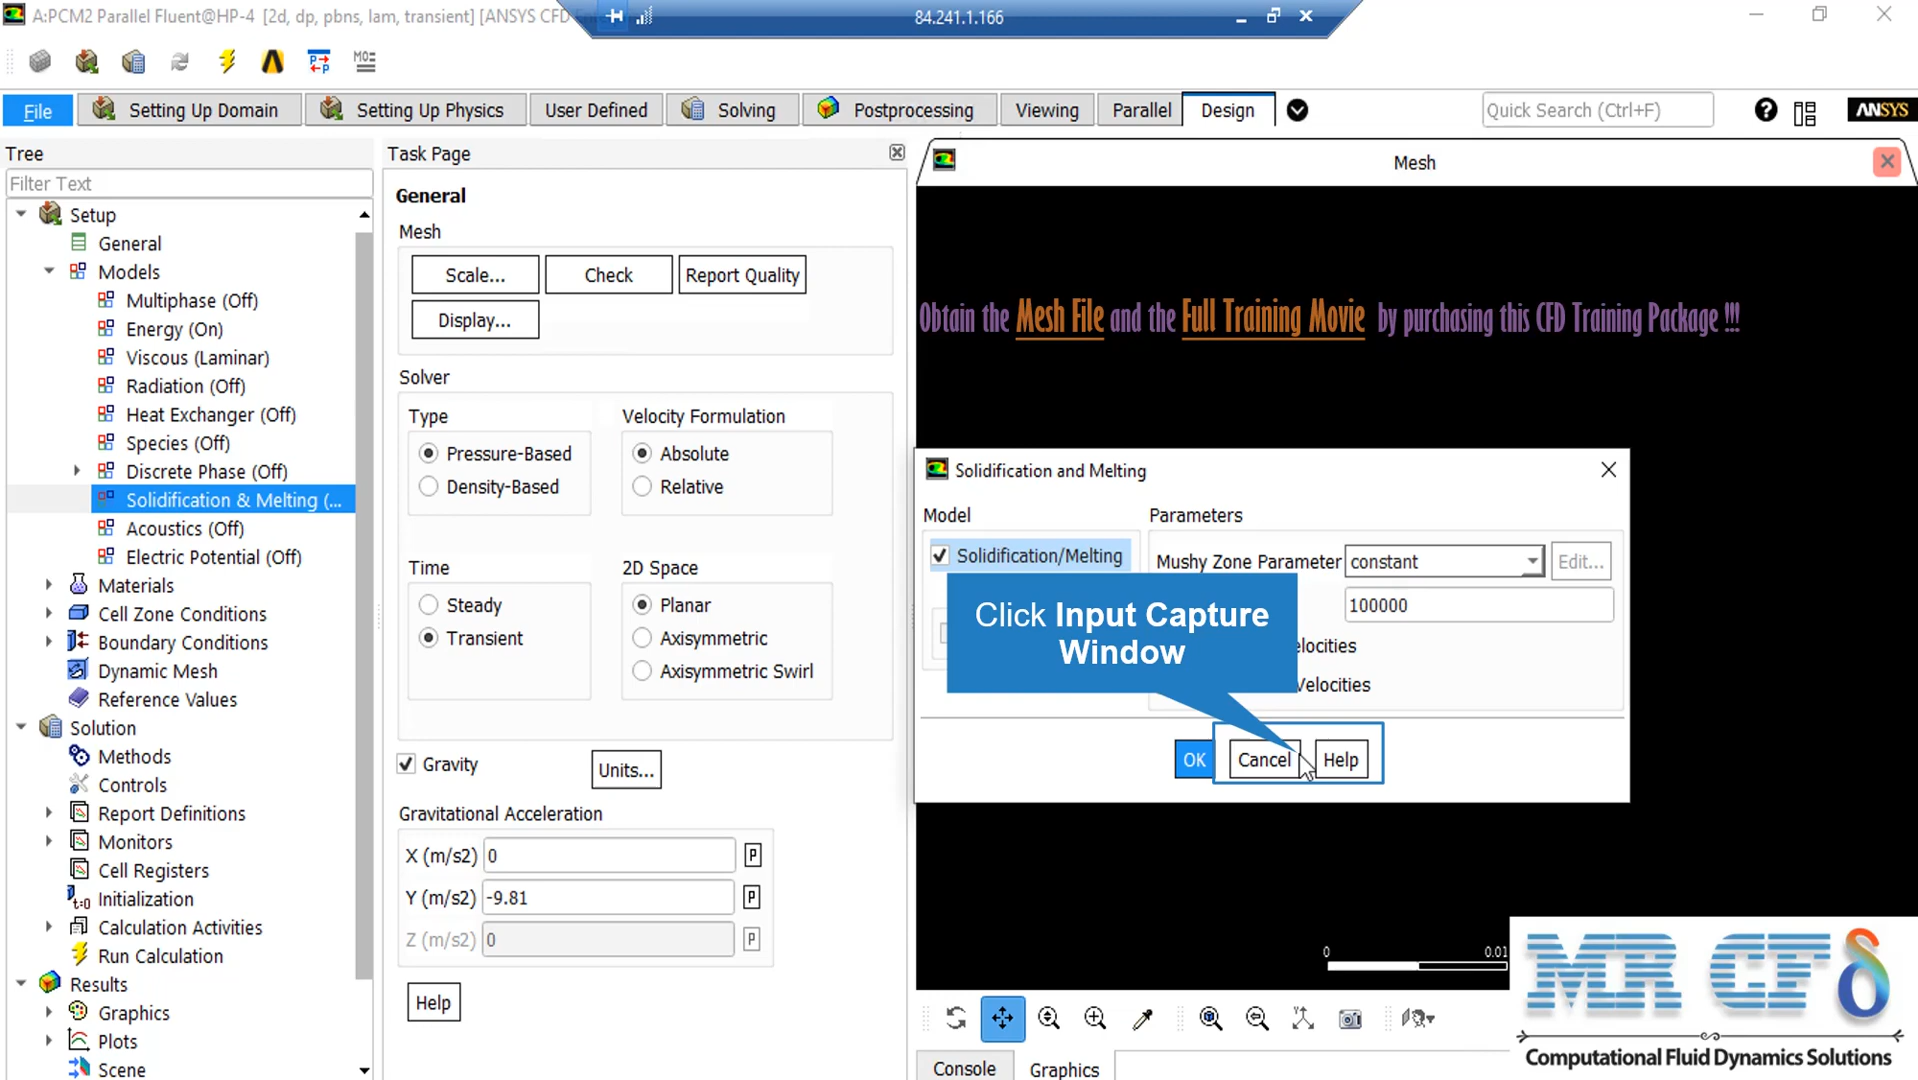 A:PCM2 Parallel Fluent@HP-4 [2d, dp, pbns, lam, transient] [ANSYS CFD
84.241.1.166
MO=
File
Setting Up Domain
Setting Up Physics
User Defined
Solving
Postprocessing
Viewing
Parallel
Design
Quick Search (Ctrl+F)
ANSYS
Tree
Filter Text
Setup
General
Models
Multiphase (Off)
Energy (On)
Viscous (Laminar)
Radiation (Off)
Heat Exchanger (Off)
Species (Off)
Discrete Phase (Off)
Solidification & Melting (...
Acoustics (Off)
Electric Potential (Off)
Materials
Cell Zone Conditions
Boundary Conditions
Dynamic Mesh
Reference Values
Solution
Methods
Controls
Report Definitions
Monitors
Cell Registers
t=0 Initialization
Calculation Activities
Run Calculation
Results
Graphics
Plots
Scene
Task Page
General
Mesh
Scale...
Check
Report Quality
Display...
Solver
Type
Velocity Formulation
Pressure-Based
Absolute
Density-Based
Relative
Time
2D Space
Steady
Planar
Transient
Axisymmetric
Axisymmetric Swirl
Gravity
Units...
Gravitational Acceleration
X (m/s2) 0 P
Y (m/s2) -9.81 P
Z (m/s2) 0 P
Help
Mesh
Obtain the Mesh File and the Full Training Movie by purchasing this CFD Training Package !!!
Solidification and Melting
Model
Parameters
Solidification/Melting
Mushy Zone Parameter constant Edit...
100000
Click Input Capture
Window
elocities
Velocities
OK
Cancel
Help
0 0.01
MR CFD
Computational Fluid Dynamics Solutions
Console
Graphics